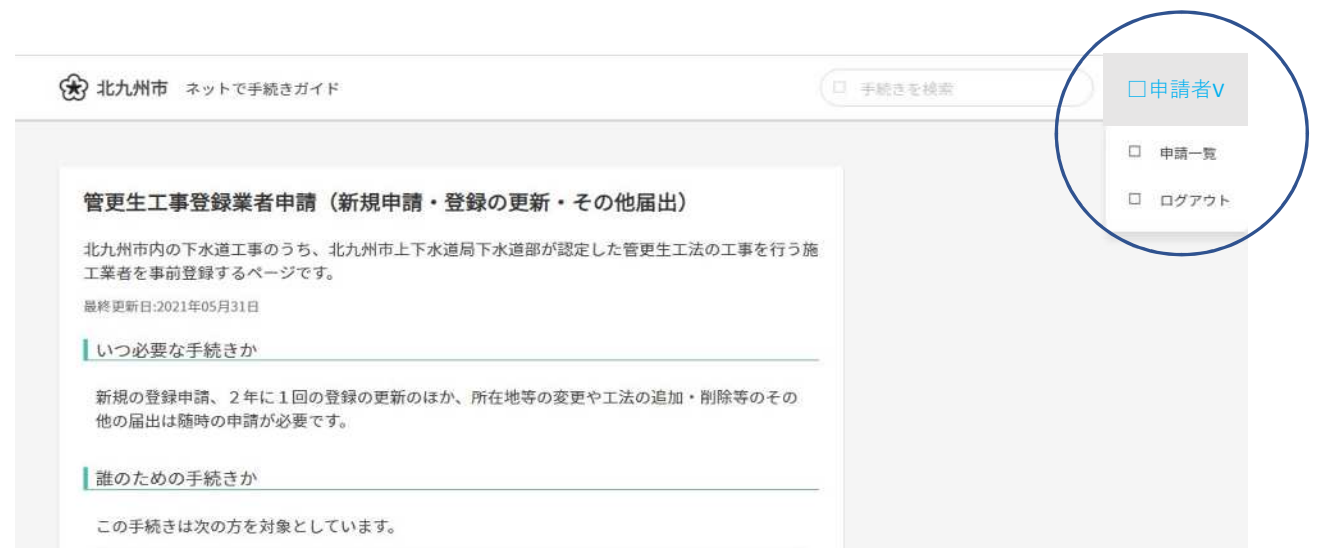 北九州市 ネットで手続きガイド
□ 手続きを検索
□申請者∨
□ 申請一覧
□ ログアウト
管更生工事登録業者申請（新規申請・登録の更新・その他届出）
北九州市内の下水道工事のうち、北九州市上下水道局下水道部が認定した管更生工法の工事を行う施
工業者を事前登録するページです。
最終更新日:2021年05月31日
いつ必要な手続きか
新規の登録申請、２年に１回の登録の更新のほか、所在地等の変更や工法の追加・削除等のその
他の届出は随時の申請が必要です。
誰のための手続きか
この手続きは次の方を対象としています。